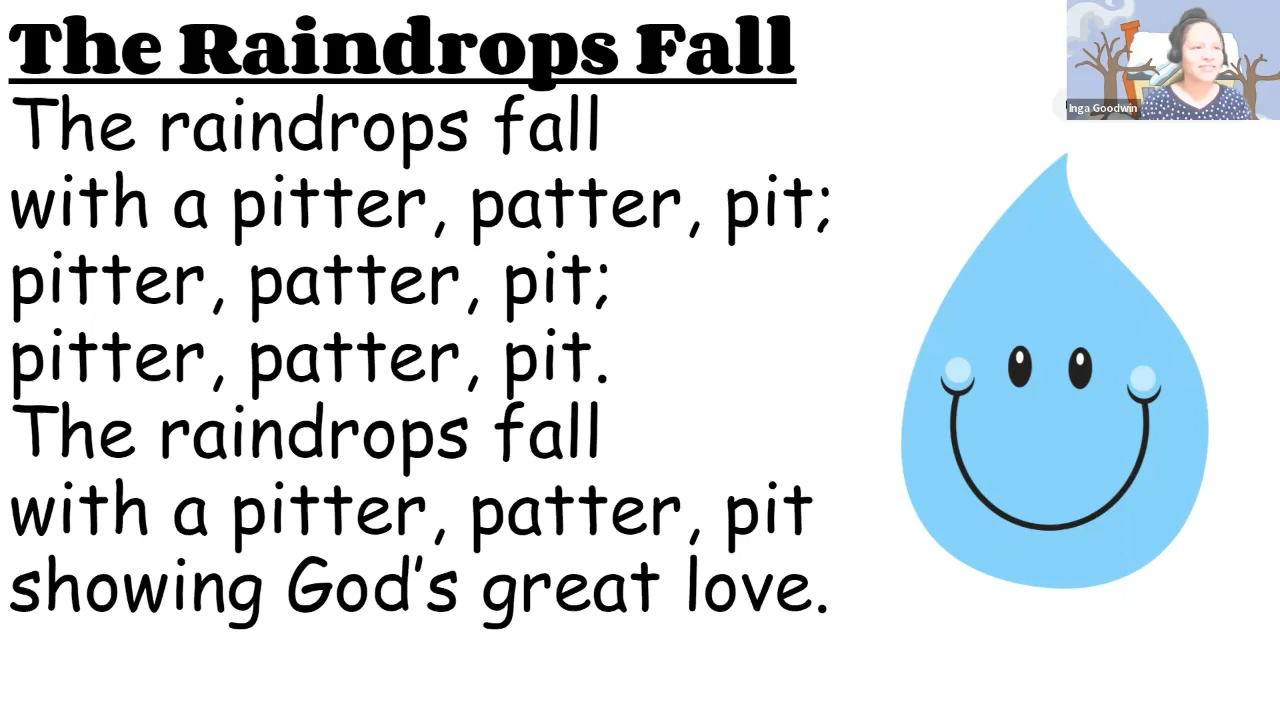 The Raindrops Fall
The raindrops fall
with a pitter, patter, pit;
pitter, patter, pit;
pitter, patter, pit.
The raindrops fall
with a pitter, patter, pit
showing God's great love.
Inga Goodwin